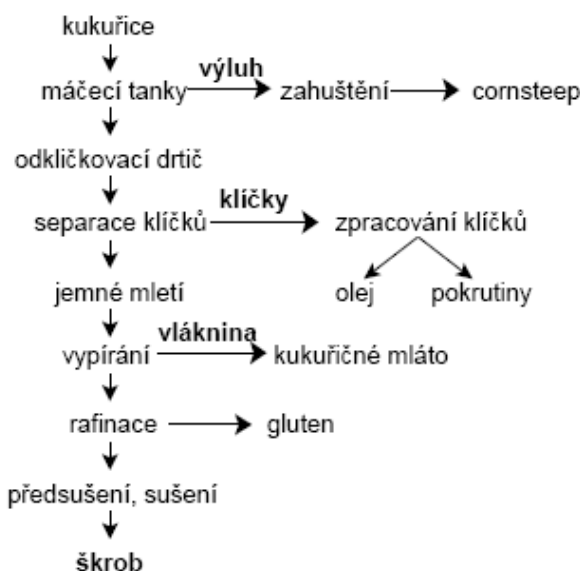 kukuřice
výluh
máčecí tanky zahuštění cornsteep
odkličkovací drtič
klíčky
separace klíčků zpracování klíčků
jemné mletí olej pokrutiny
vláknina
vypírání kukuřičné mláto
rafinace gluten
předsušení, sušení
škrob